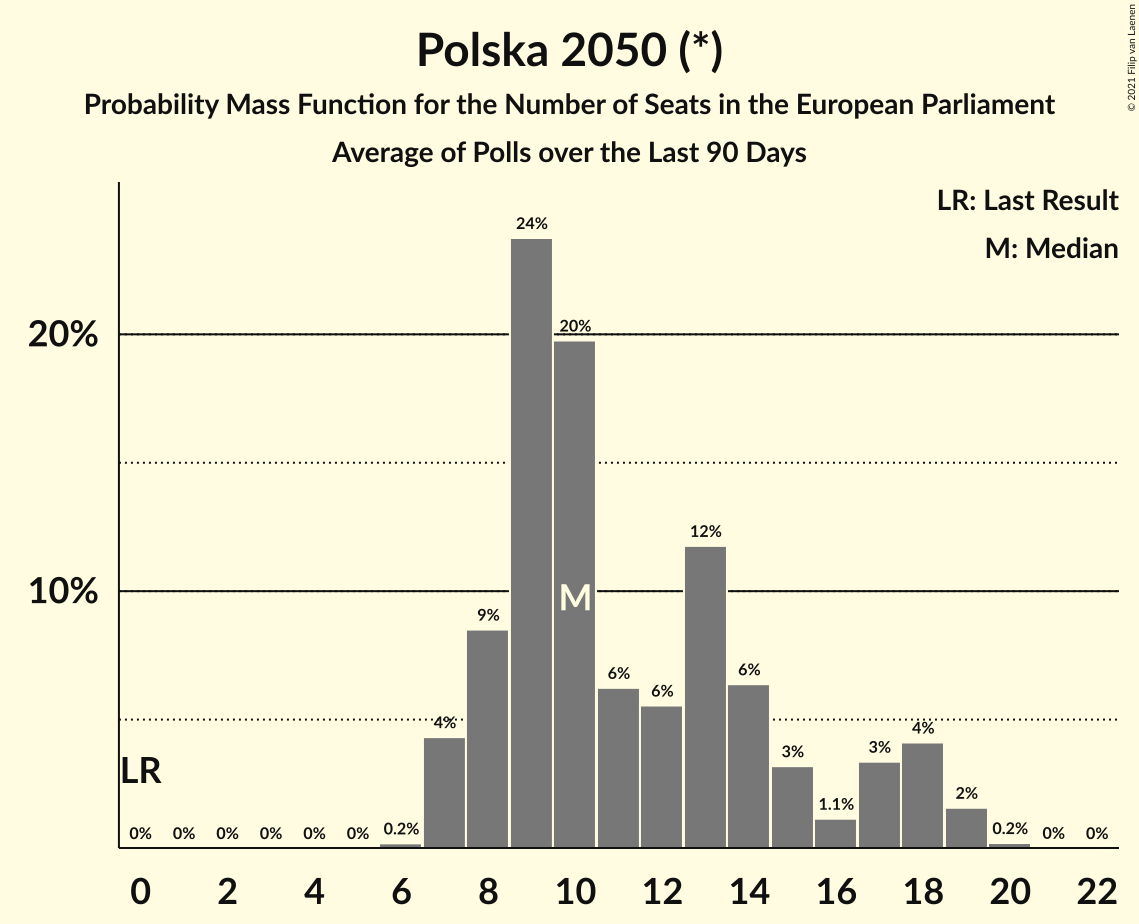 Polska 2050 (*)
Probability Mass Function for the Number of Seats in the European Parliament
Average of Polls over the Last 90 Days
© 2021 Filip van Laenen
LR: Last Result
M: Median
24%
20%
20%
12%
10%
M
9%
6%
6%
6%
4%
4%
3%
3%
2%
1.1%
LR
0%
0%
0%
0%
0%
0%
0.2%
0.2%
0%
0%
0 2 4 6 8 10 12 14 16 18 20 22